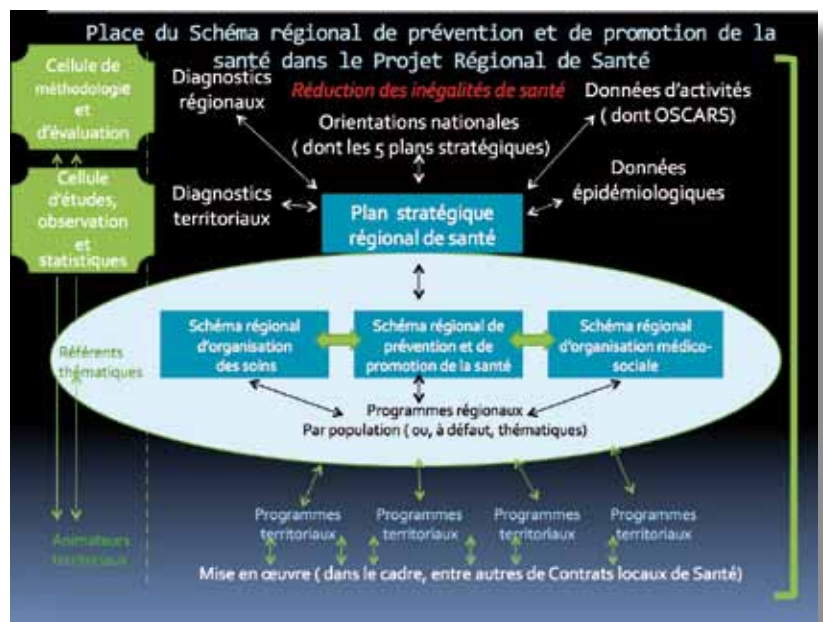 Place du Schéma régional de prévention et de promotion de la
santé dans le Projet Régional de Santé
Cellule de
méthodologie
et
d'évaluation
Diagnostics
régionaux
Réduction des inégalités de santé
Orientations nationales
( dont les 5 plans stratégiques)
Données d'activités
( dont OSCARS)
Cellule
d'études,
observation
et
statistiques
Diagnostics
territoriaux
Plan stratégique
régional de santé
Données
épidémiologiques
Schéma régional
d'organisation
des soins
Schéma régional de
prévention et de
promotion de la santé
Schéma régional
d'organisation médico-
sociale
Référents
thématiques
Programmes régionaux
Par population ( ou, à défaut, thématiques)
Programmes
territoriaux
Programmes
territoriaux
Programmes
territoriaux
Programmes
territoriaux
Animateurs
territoriaux
Mise en œuvre ( dans le cadre, entre autres de Contrats locaux de Santé)